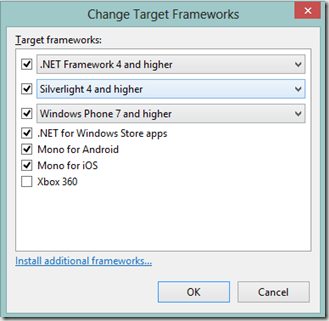 Change Target Frameworks
Target frameworks:
.NET Framework 4 and higher
Silverlight 4 and higher
Windows Phone 7 and higher
.NET for Windows Store apps
Mono for Android
Mono for iOS
Xbox 360
Install additional frameworks...
OK Cancel